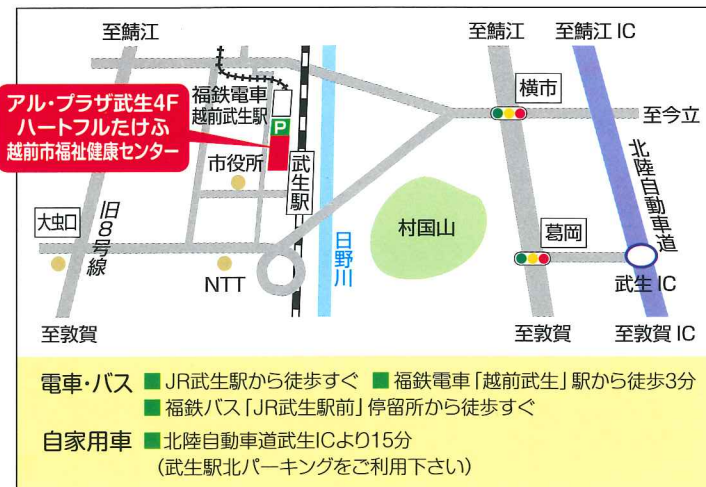 至鯖江
至鯖江
至鯖江 IC
アル・プラザ武生4F
ハートフルたけふ
越前市福祉健康センター
福鉄電車
越前武生駅
P
横市
至今立
市役所
武生駅
北陸自動車道
大虫口
旧8号線
日野川
村国山
葛岡
NTT
武生 IC
至敦賀
至敦賀
至敦賀 IC
電車・バス ■JR武生駅から徒歩すぐ ■福鉄電車「越前武生」駅から徒歩3分
■福鉄バス「JR武生駅前」停留所から徒歩すぐ
自家用車 ■北陸自動車道武生ICより15分
(武生駅北パーキングをご利用下さい)